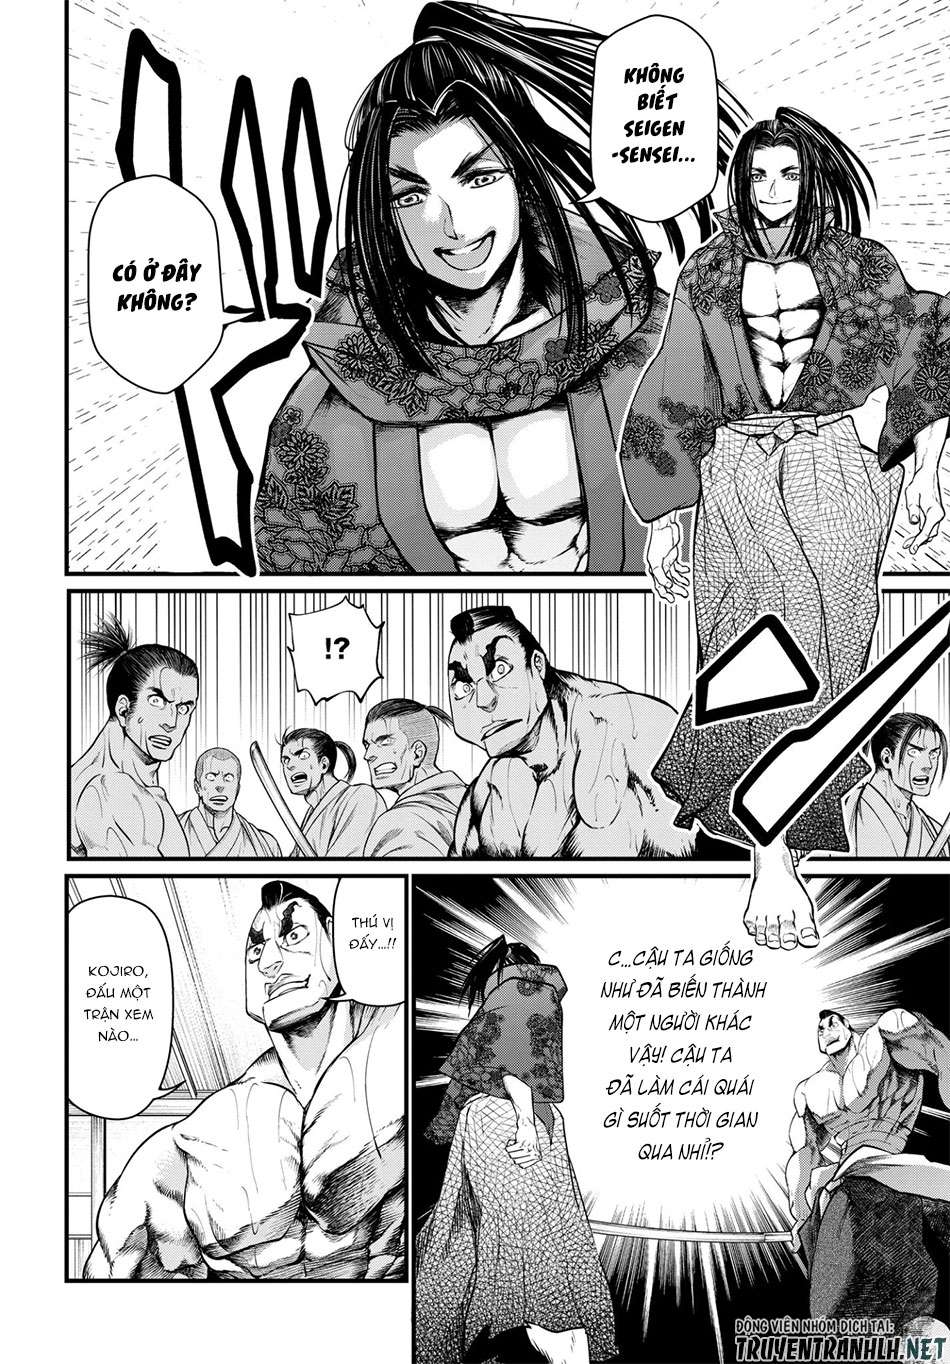 KHÔNG
BIẾT
SEIGEN
-SENSEI...
CÓ Ở ĐÂY
KHÔNG?
!?
C...CẬU TA GIỐNG
NHƯ ĐÃ BIẾN THÀNH
MỘT NGƯỜI KHÁC
VẬY! CẬU TA
ĐÃ LÀM CÁI QUÁI
GÌ SUỐT THỜI GIAN
QUA NHỈ!?
THÚ VỊ
ĐẤY...!!
KOJIRO,
ĐẤU MỘT
TRẬN XEM
NÀO...
ĐỘNG VIÊN NHÓM DỊCH TẠI:
TRUYENTRANHLH.NET